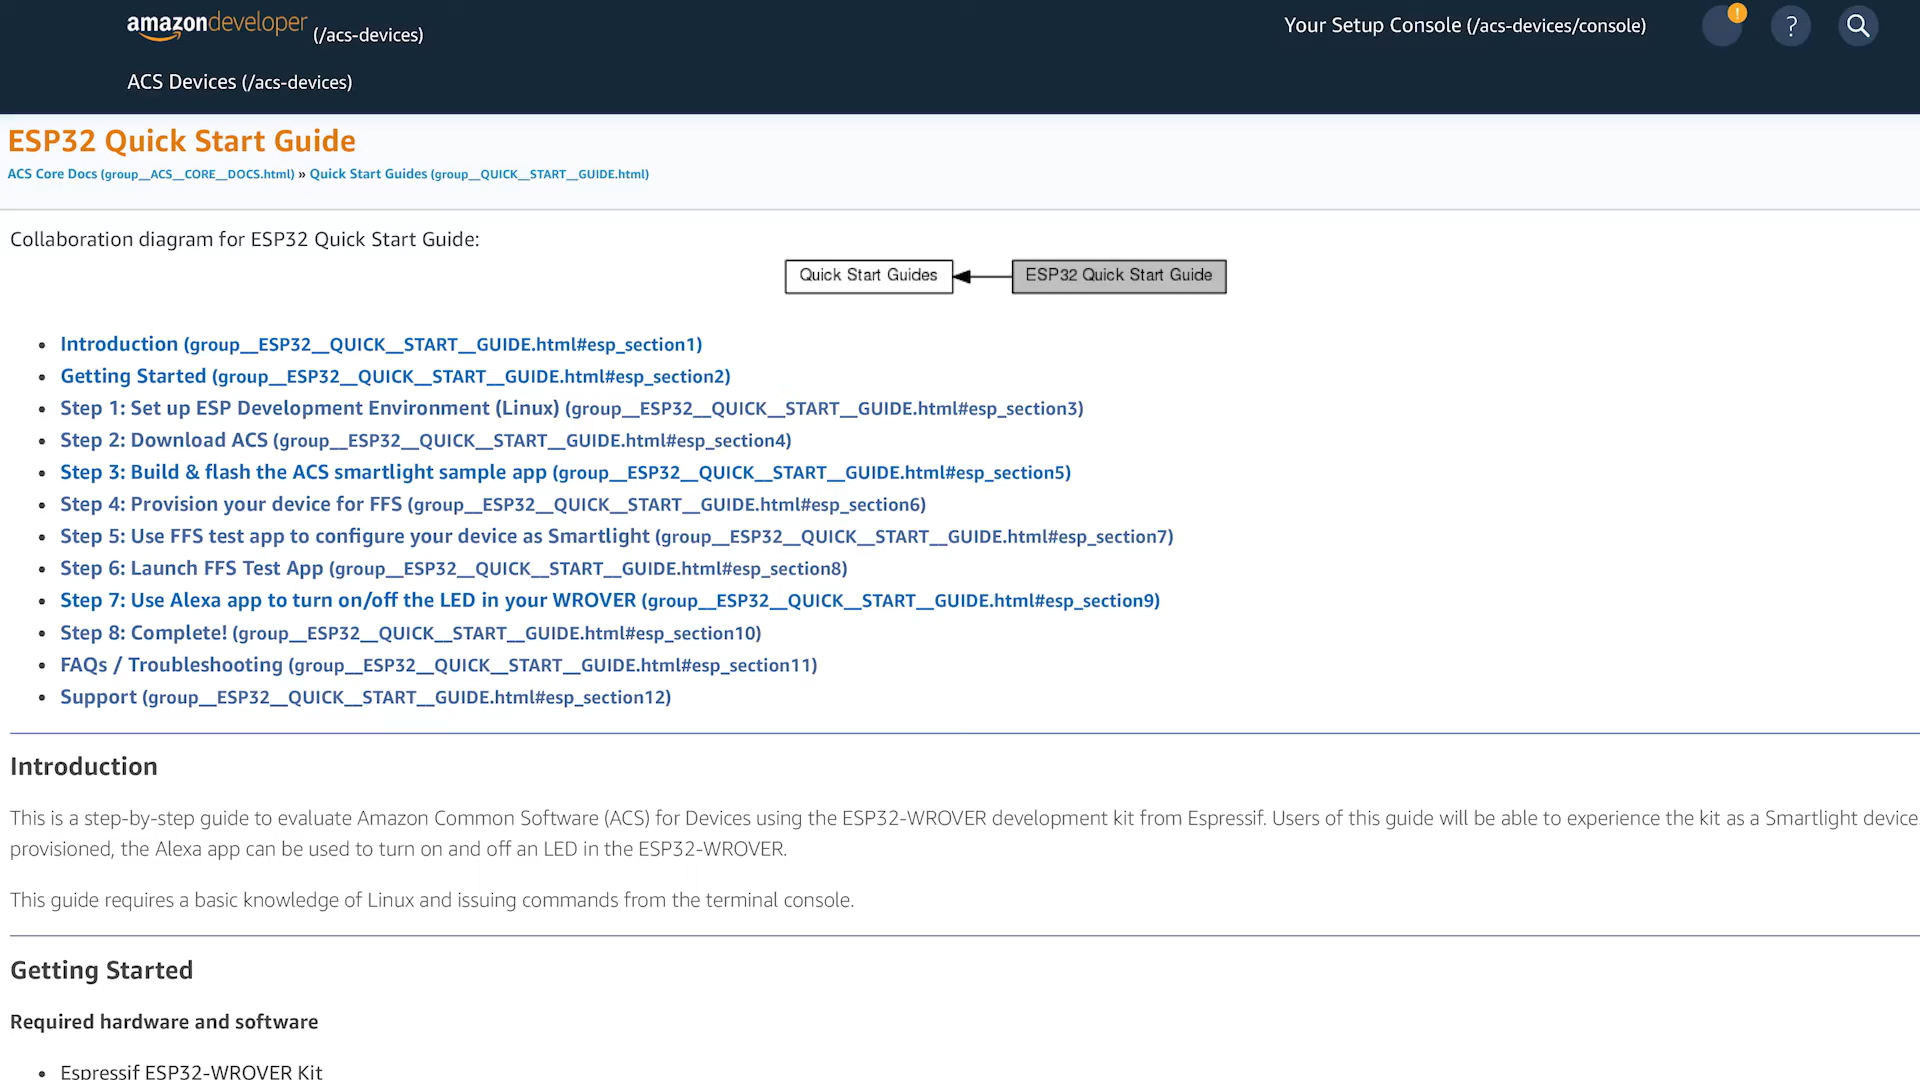 amazondeveloper (/acs-devices)
Your Setup Console (/acs-devices/console)
!
?
ACS Devices (/acs-devices)
ESP32 Quick Start Guide
ACS Core Docs (group__ACS__CORE__DOCS.html) » Quick Start Guides (group__QUICK__START__GUIDE.html)
Collaboration diagram for ESP32 Quick Start Guide:
Quick Start Guides
ESP32 Quick Start Guide
• Introduction (group__ESP32__QUICK__START__GUIDE.html#esp_section1)
• Getting Started (group__ESP32__QUICK__START__GUIDE.html#esp_section2)
• Step 1: Set up ESP Development Environment (Linux) (group__ESP32__QUICK__START__GUIDE.html#esp_section3)
• Step 2: Download ACS (group__ESP32__QUICK__START__GUIDE.html#esp_section4)
• Step 3: Build & flash the ACS smartlight sample app (group__ESP32__QUICK__START__GUIDE.html#esp_section5)
• Step 4: Provision your device for FFS (group__ESP32__QUICK__START__GUIDE.html#esp_section6)
• Step 5: Use FFS test app to configure your device as Smartlight (group__ESP32__QUICK__START__GUIDE.html#esp_section7)
• Step 6: Launch FFS Test App (group__ESP32__QUICK__START__GUIDE.html#esp_section8)
• Step 7: Use Alexa app to turn on/off the LED in your WROVER (group__ESP32__QUICK__START__GUIDE.html#esp_section9)
• Step 8: Complete! (group__ESP32__QUICK__START__GUIDE.html#esp_section10)
• FAQs / Troubleshooting (group__ESP32__QUICK__START__GUIDE.html#esp_section11)
• Support (group__ESP32__QUICK__START__GUIDE.html#esp_section12)
Introduction
This is a step-by-step guide to evaluate Amazon Common Software (ACS) for Devices using the ESP32-WROVER development kit from Espressif. Users of this guide will be able to experience the kit as a Smartlight device
provisioned, the Alexa app can be used to turn on and off an LED in the ESP32-WROVER.
This guide requires a basic knowledge of Linux and issuing commands from the terminal console.
Getting Started
Required hardware and software
• Espressif ESP32-WROVER Kit